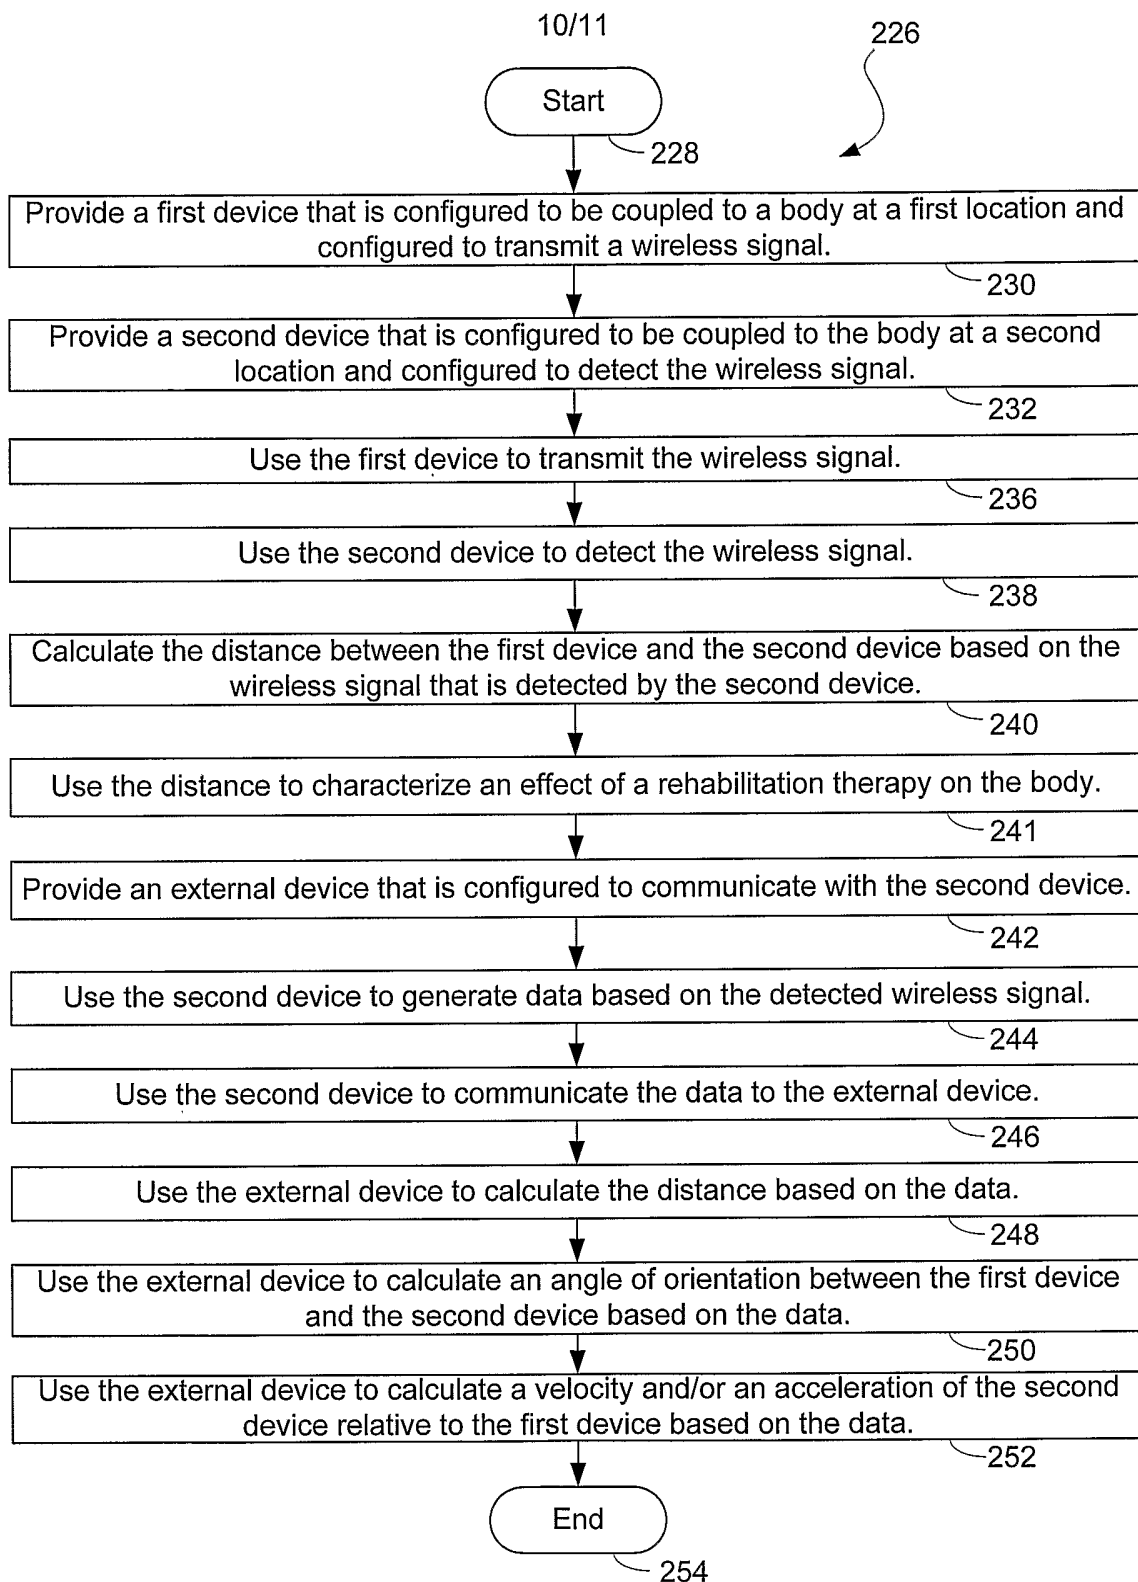 10/11
226
Start
228
Provide a first device that is configured to be coupled to a body at a first location and
configured to transmit a wireless signal.
230
Provide a second device that is configured to be coupled to the body at a second
location and configured to detect the wireless signal.
232
Use the first device to transmit the wireless signal.
236
Use the second device to detect the wireless signal.
238
Calculate the distance between the first device and the second device based on the
wireless signal that is detected by the second device.
240
Use the distance to characterize an effect of a rehabilitation therapy on the body.
241
Provide an external device that is configured to communicate with the second device.
242
Use the second device to generate data based on the detected wireless signal.
244
Use the second device to communicate the data to the external device.
246
Use the external device to calculate the distance based on the data.
248
Use the external device to calculate an angle of orientation between the first device
and the second device based on the data.
250
Use the external device to calculate a velocity and/or an acceleration of the second
device relative to the first device based on the data.
252
End
254